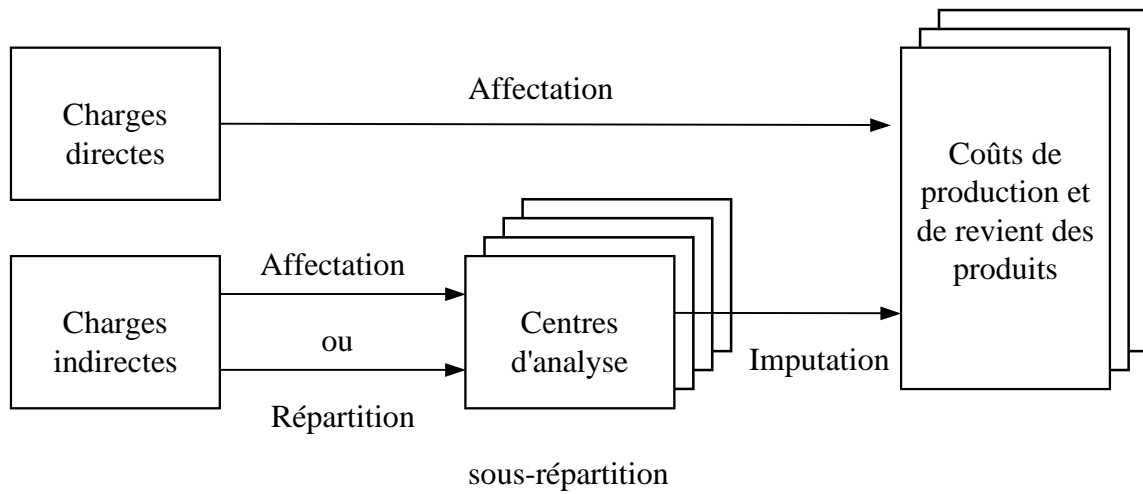 Charges
directes
Affectation
Coûts de
production et
de revient des
produits
Charges
indirectes
Affectation
ou
Répartition
Centres
d'analyse
Imputation
sous-répartition